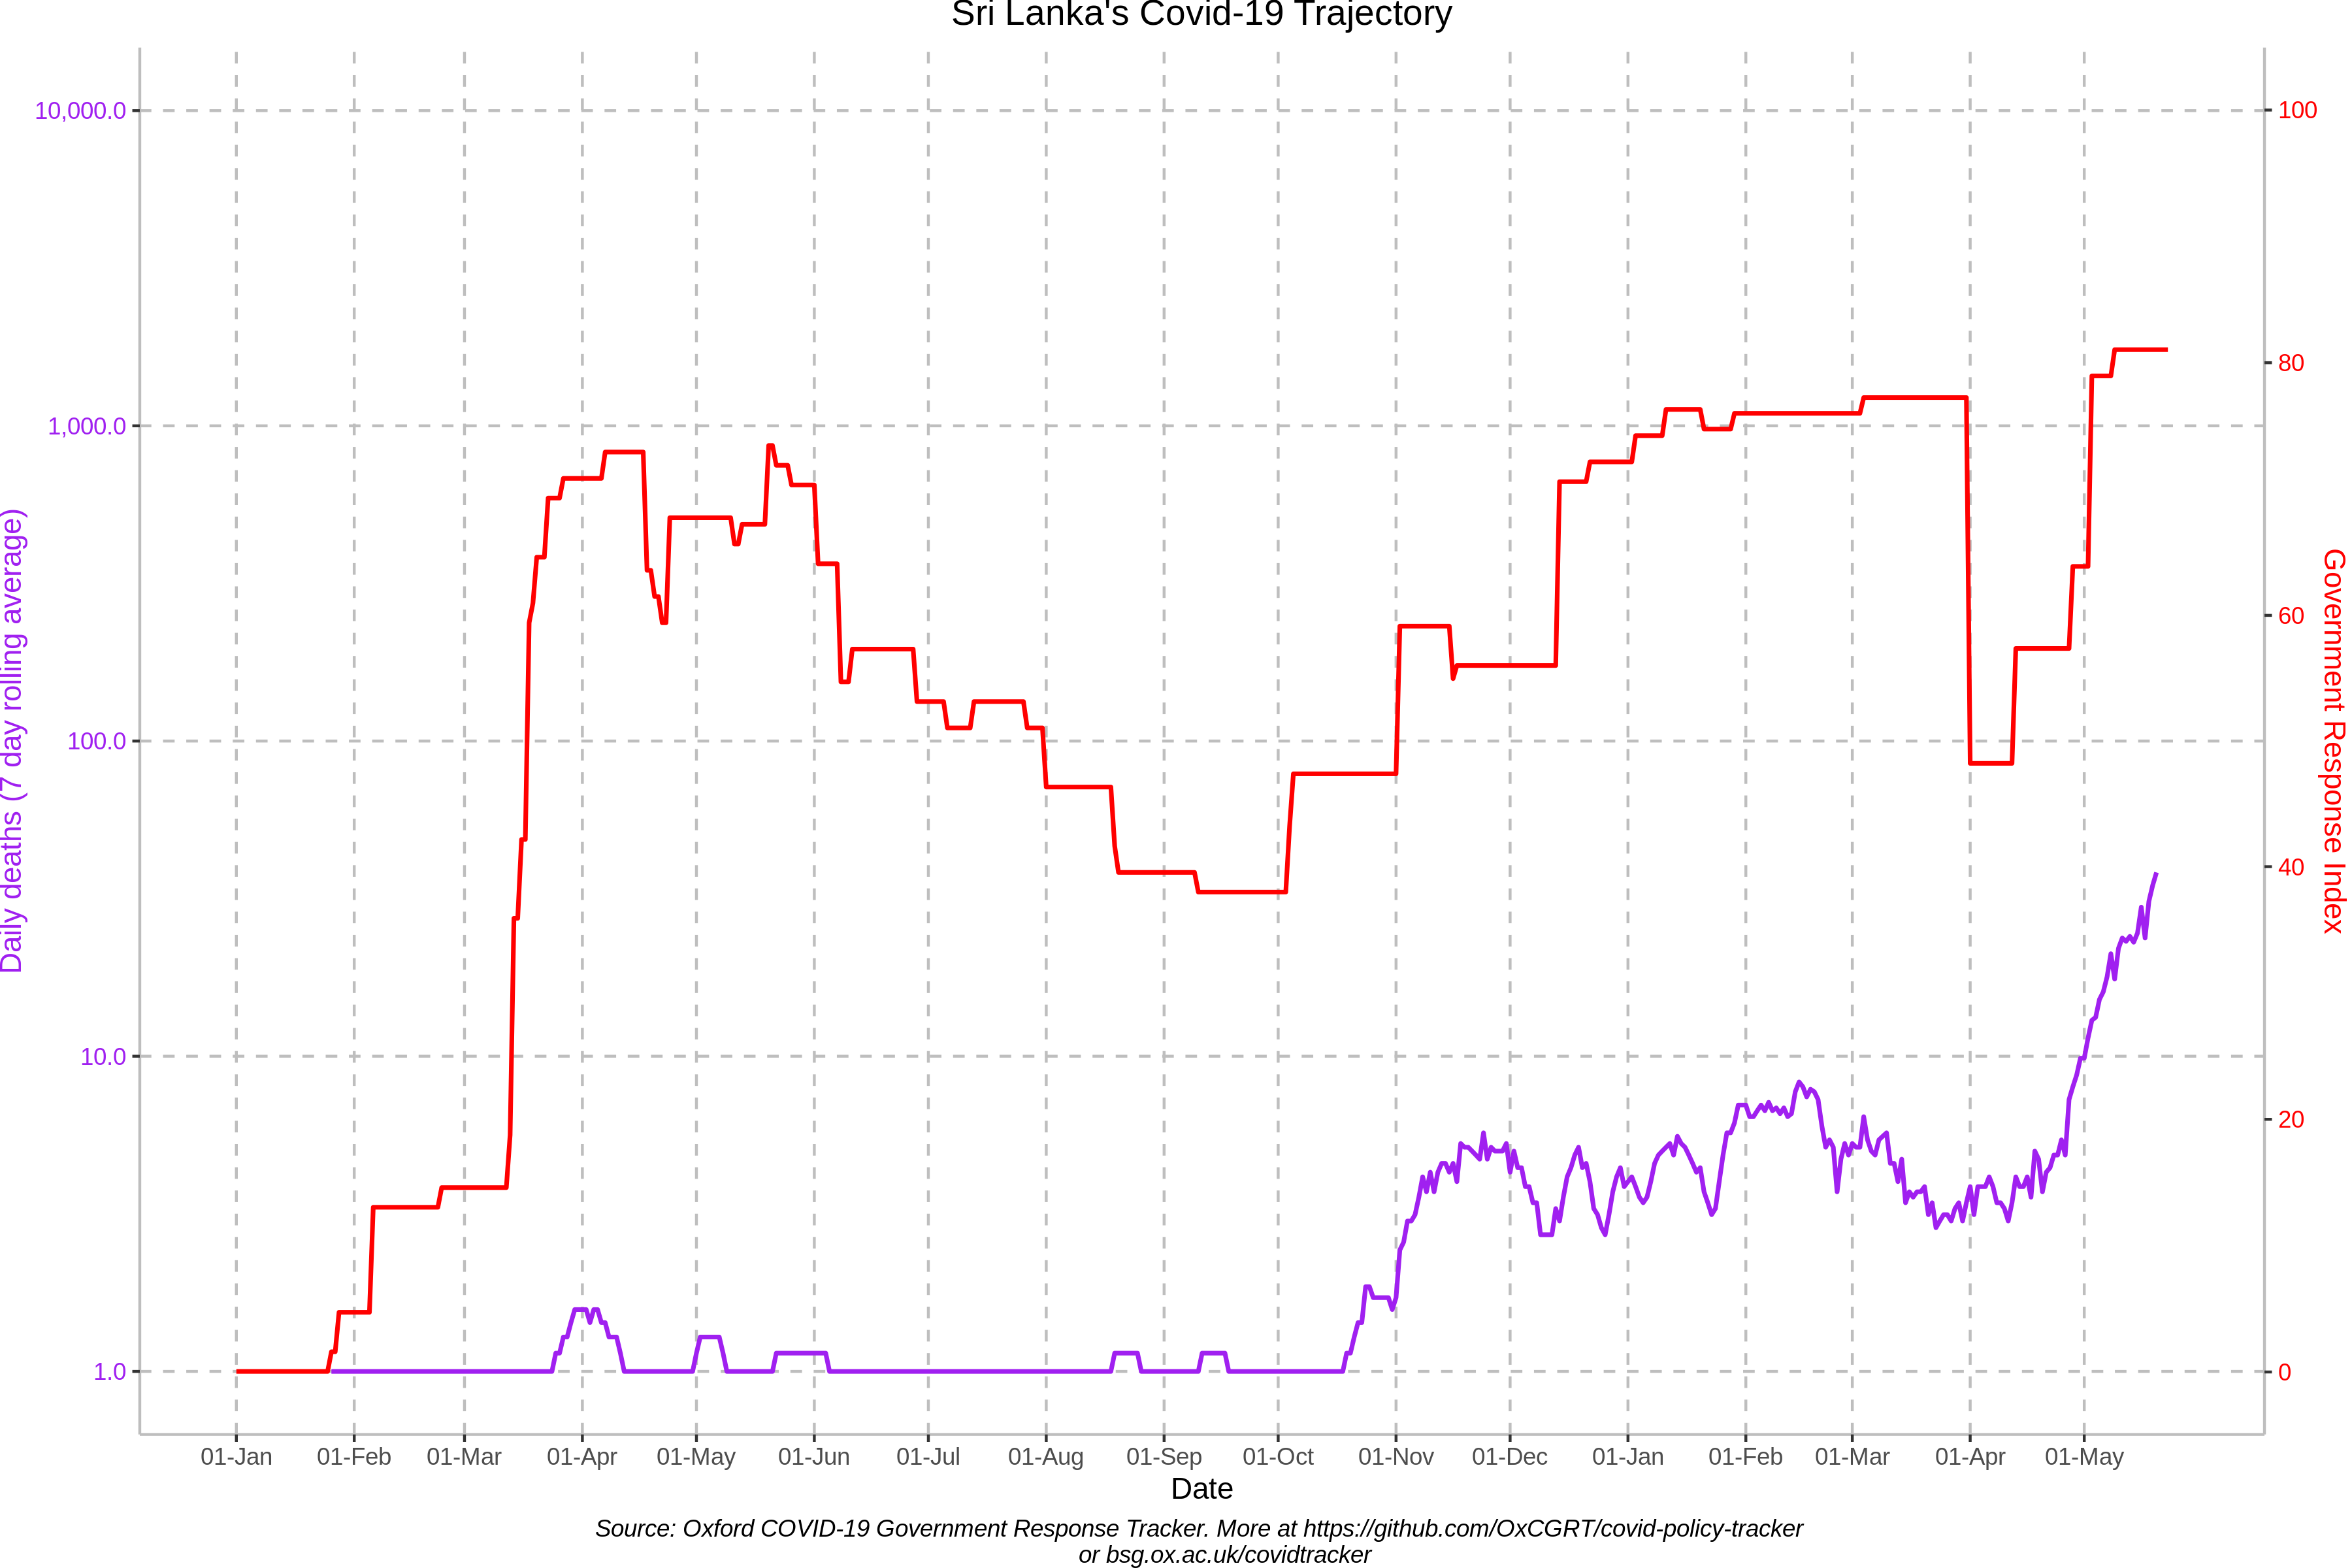 Sri Lanka's Covid-19 Trajectory
10,000.0
1,000.0
100.0
10.0
1.0
Daily deaths (7 day rolling average)
100
80
60
40
20
0
Government Response Index
01-Jan 01-Feb 01-Mar 01-Apr 01-May 01-Jun 01-Jul 01-Aug 01-Sep 01-Oct 01-Nov 01-Dec 01-Jan 01-Feb 01-Mar 01-Apr 01-May
Date
Source: Oxford COVID-19 Government Response Tracker. More at https://github.com/OxCGRT/covid-policy-tracker
or bsg.ox.ac.uk/covidtracker